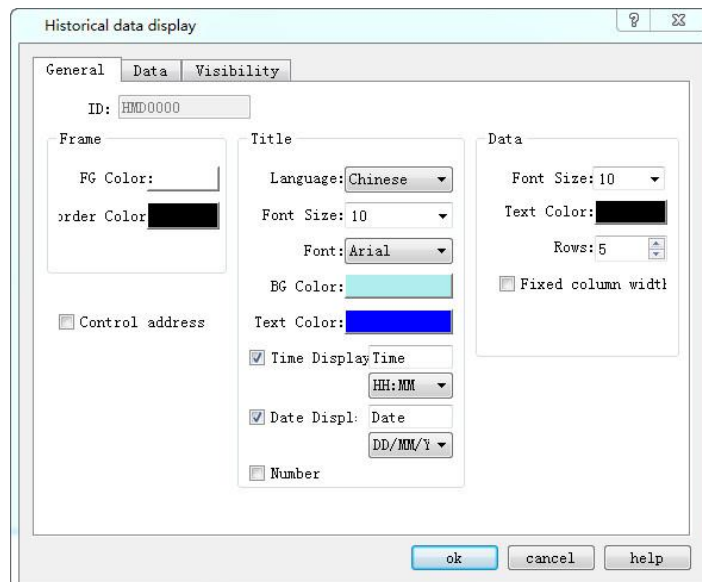 Historical data display
General Data Visibility
ID: HMD0000
Frame
FG Color:
order Color
Title
Language: Chinese
Font Size: 10
Font: Arial
BG Color:
Text Color:
Time Display Time
HH:MM
Date Displ Date
DD/MM/Y
Number
Data
Font Size: 10
Text Color:
Rows: 5
Fixed column widt
Control address
ok cancel help